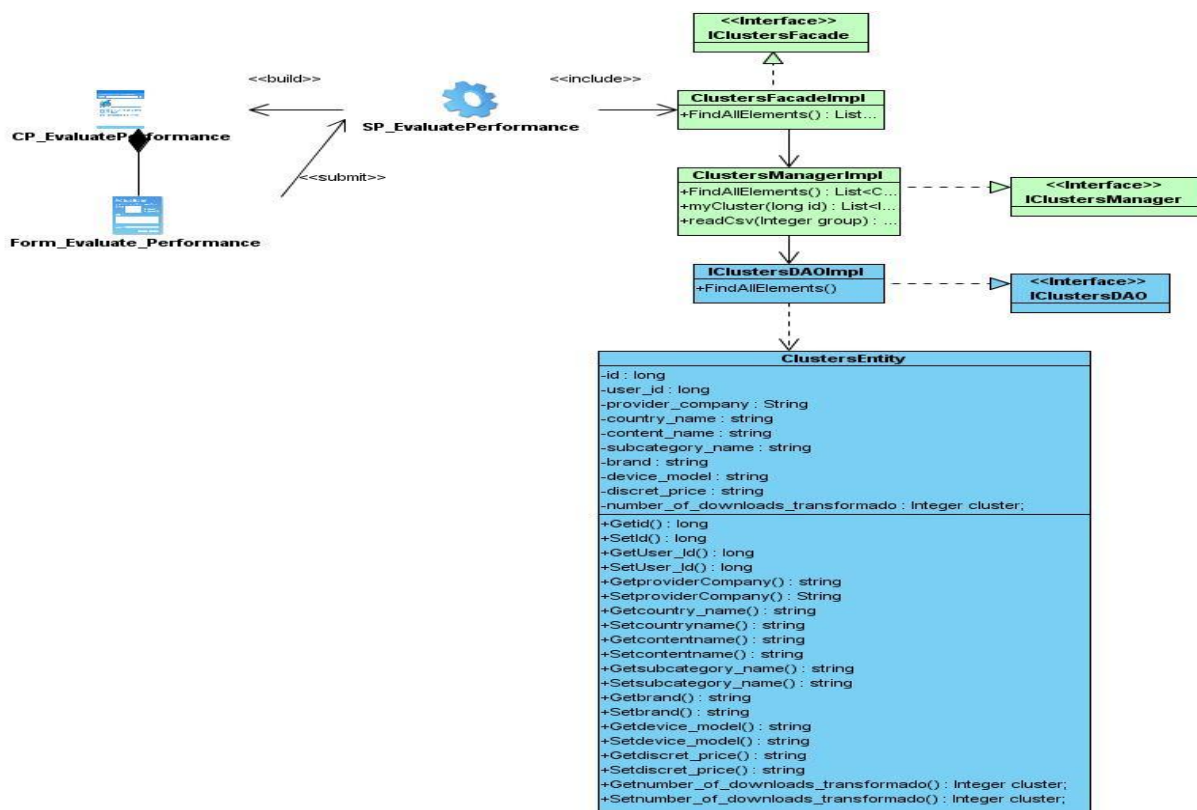 <<Interface>>
IClustersFacade
<<build>>
<<include>>
CP_EvaluatePerformance
SP_EvaluatePerformance
ClustersFacadeImpl
+FindAllElements() : List...
<<submit>>
Form_Evaluate_Performance
ClustersManagerImpl
+FindAllElements() : List<C...
+myCluster(long id) : List<I...
+readCsv(Integer group) : ...
<<Interface>>
IClustersManager
IClustersDAOImpl
+FindAllElements()
<<Interface>>
IClustersDAO
ClustersEntity
-id : long
-user_id : long
-provider_company : String
-country_name : string
-content_name : string
-subcategory_name : string
-brand : string
-device_model : string
-discret_price : string
-number_of_downloads_transformado : Integer cluster;
+Getid() : long
+SetId() : long
+GetUser_Id() : long
+SetUser_Id() : long
+GetproviderCompany() : string
+SetproviderCompany() : String
+Getcountry_name() : string
+Setcountryname() : string
+Getcontentname() : string
+Setcontentname() : string
+Getsubcategory_name() : string
+Setsubcategory_name() : string
+Getbrand() : string
+Setbrand() : string
+Getdevice_model() : string
+Setdevice_model() : string
+Getdiscret_price() : string
+Setdiscret_price() : string
+Getnumber_of_downloads_transformado() : Integer cluster;
+Setnumber_of_downloads_transformado() : Integer cluster;